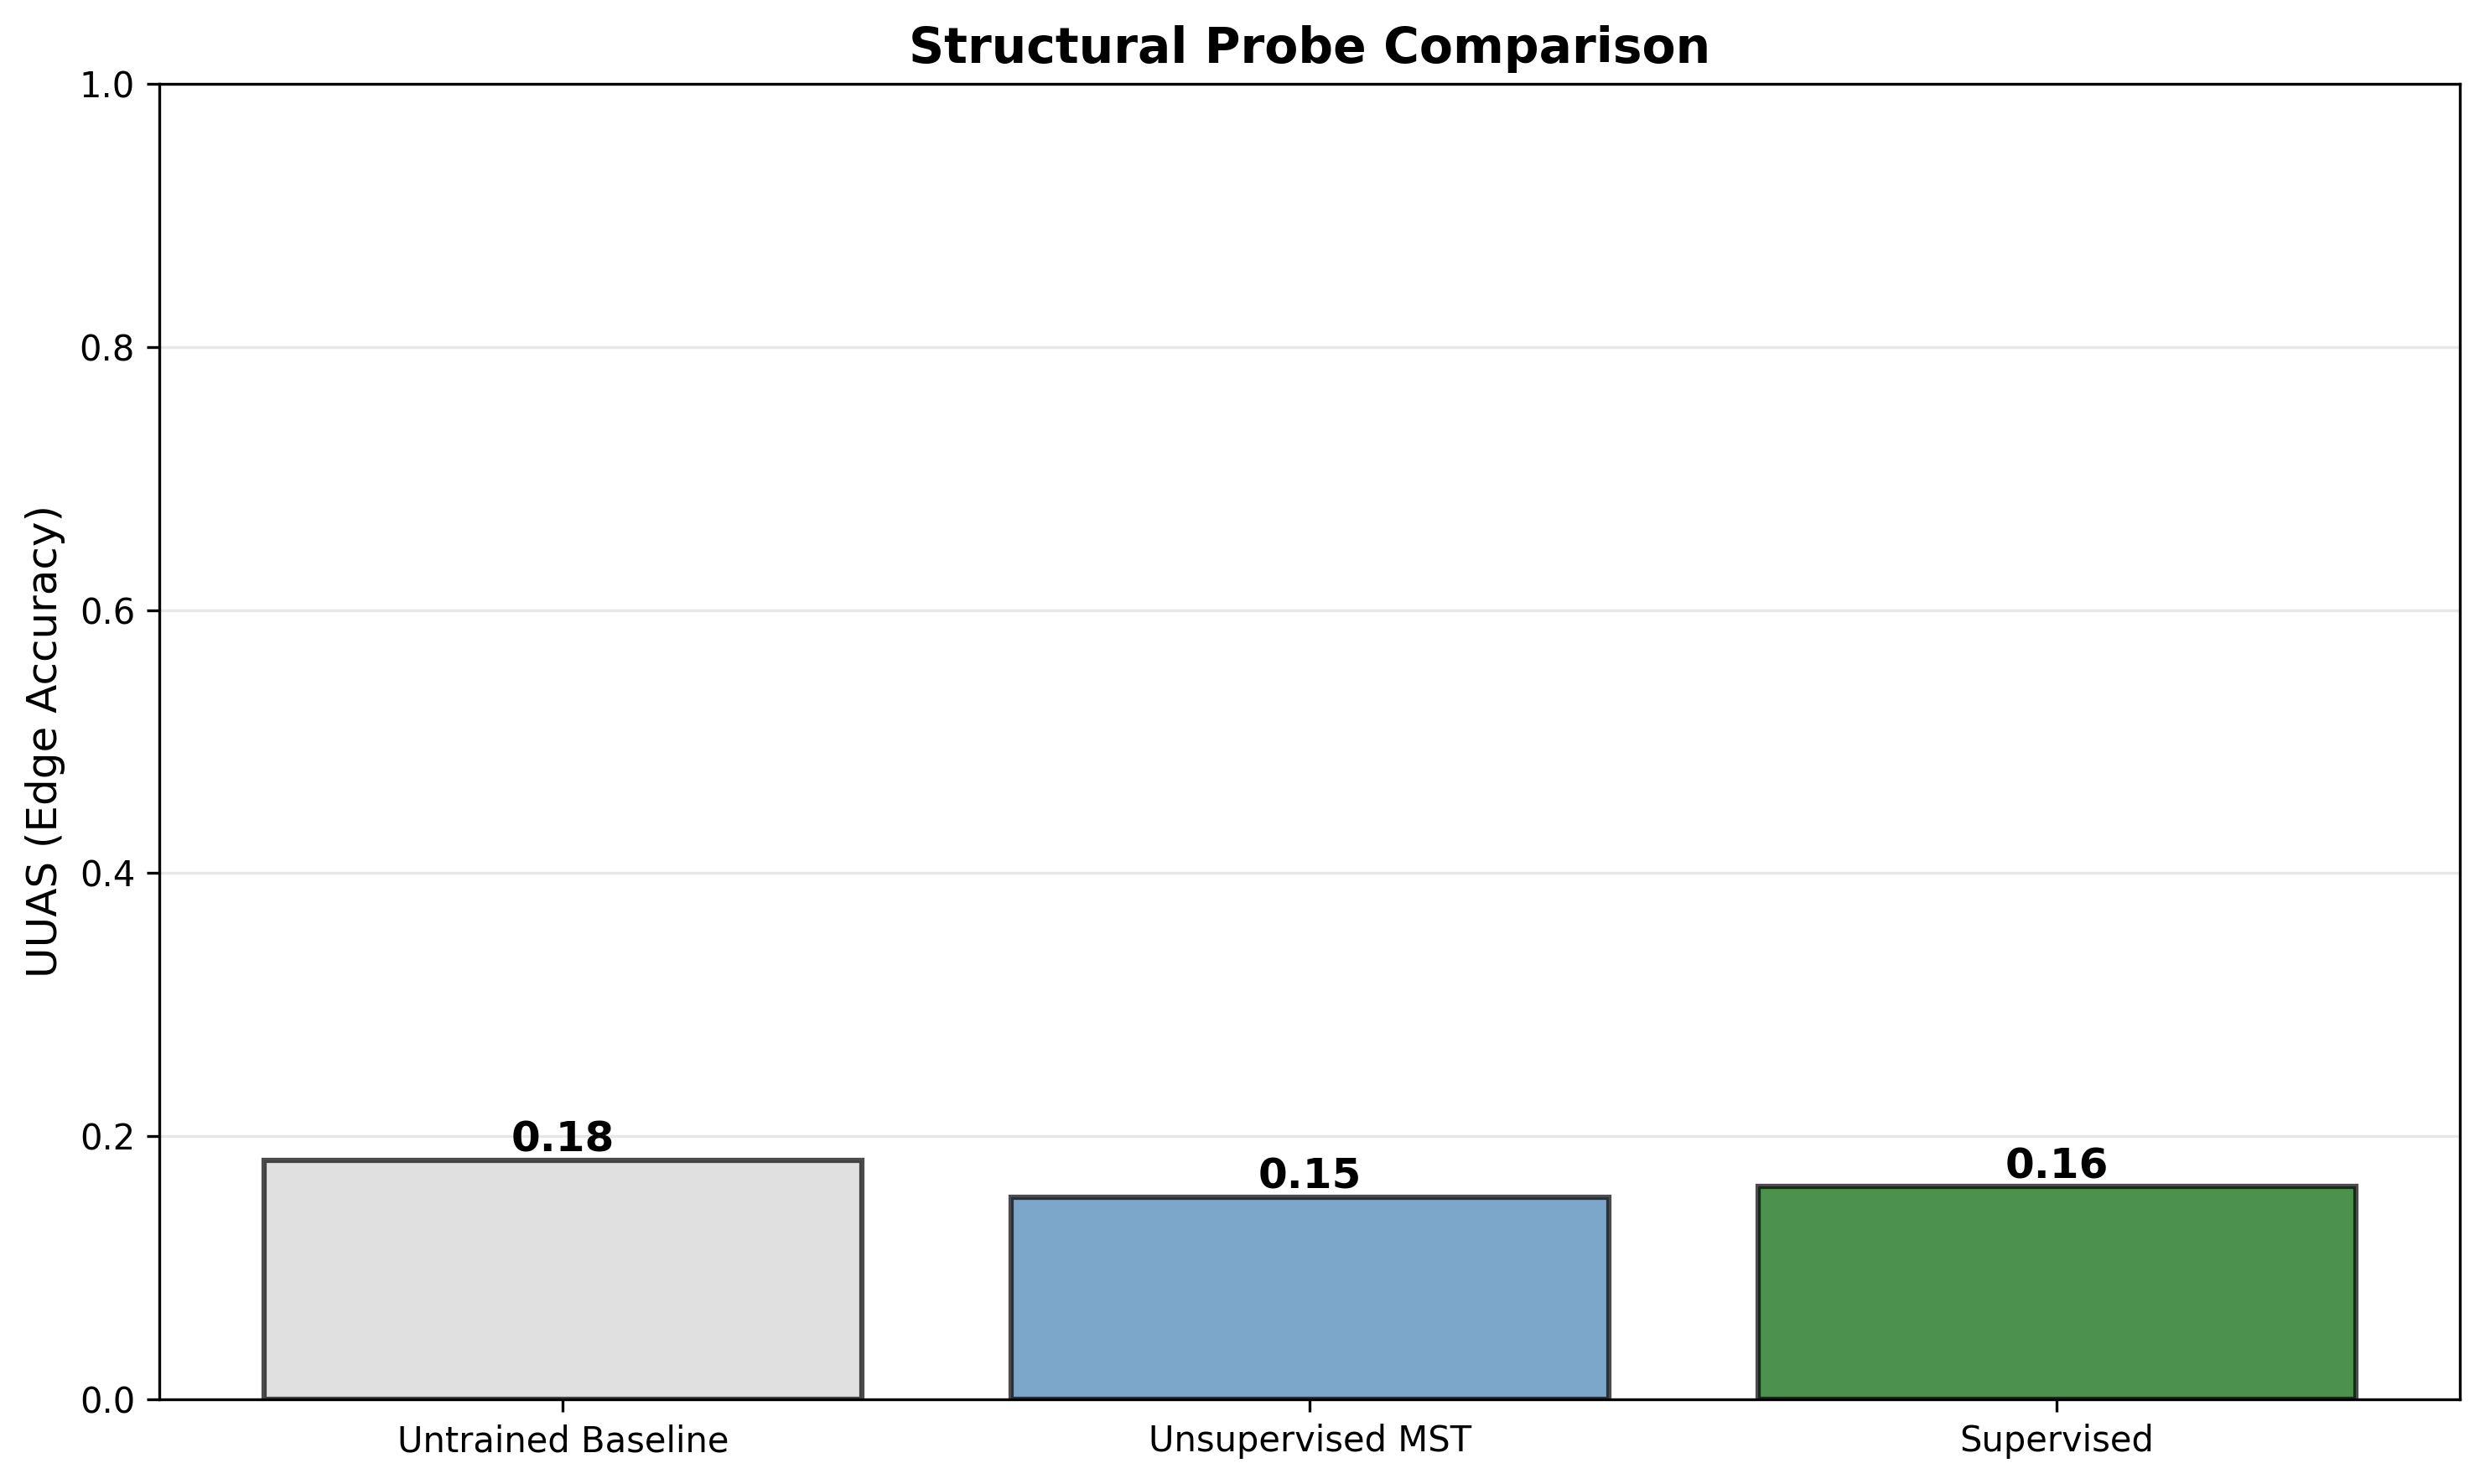 Structural Probe Comparison
UUAS (Edge Accuracy)
1.0
0.8
0.6
0.4
0.2
0.0
0.18
0.15
0.16
Untrained Baseline
Unsupervised MST
Supervised